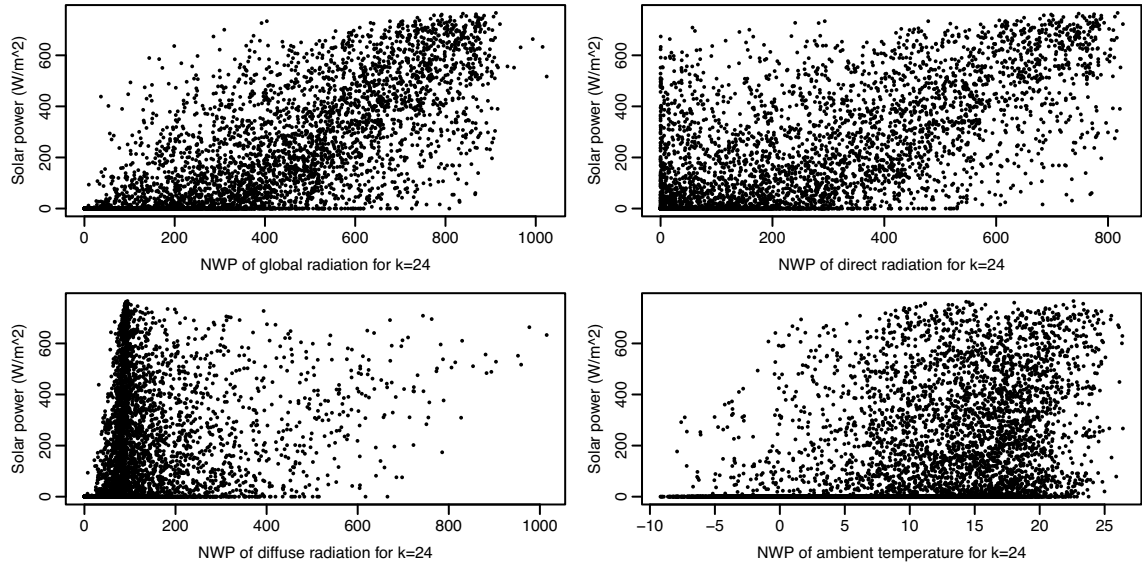 Solar power (W/m^2)
0 200 400 600
0 200 400 600 800 1000
NWP of global radiation for k=24
Solar power (W/m^2)
0 200 400 600
0 200 400 600 800
NWP of direct radiation for k=24
Solar power (W/m^2)
0 200 400 600
0 200 400 600 800 1000
NWP of diffuse radiation for k=24
Solar power (W/m^2)
0 200 400 600
−10 −5 0 5 10 15 20 25
NWP of ambient temperature for k=24